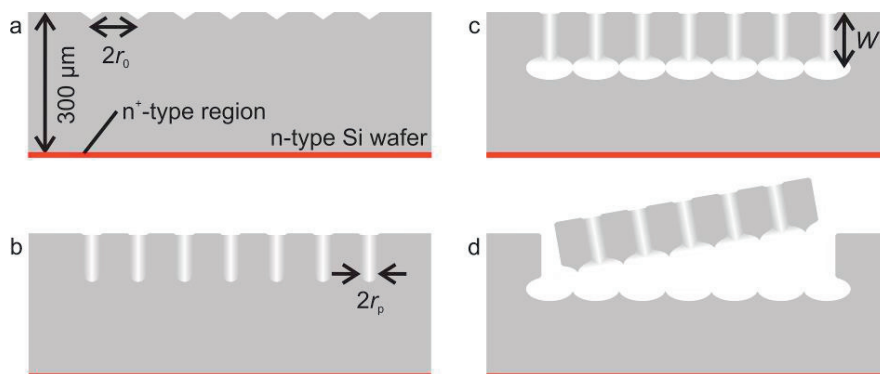 a
2r₀
300 µm
n⁺-type region
n-type Si wafer
b
2rₚ
c
W
d